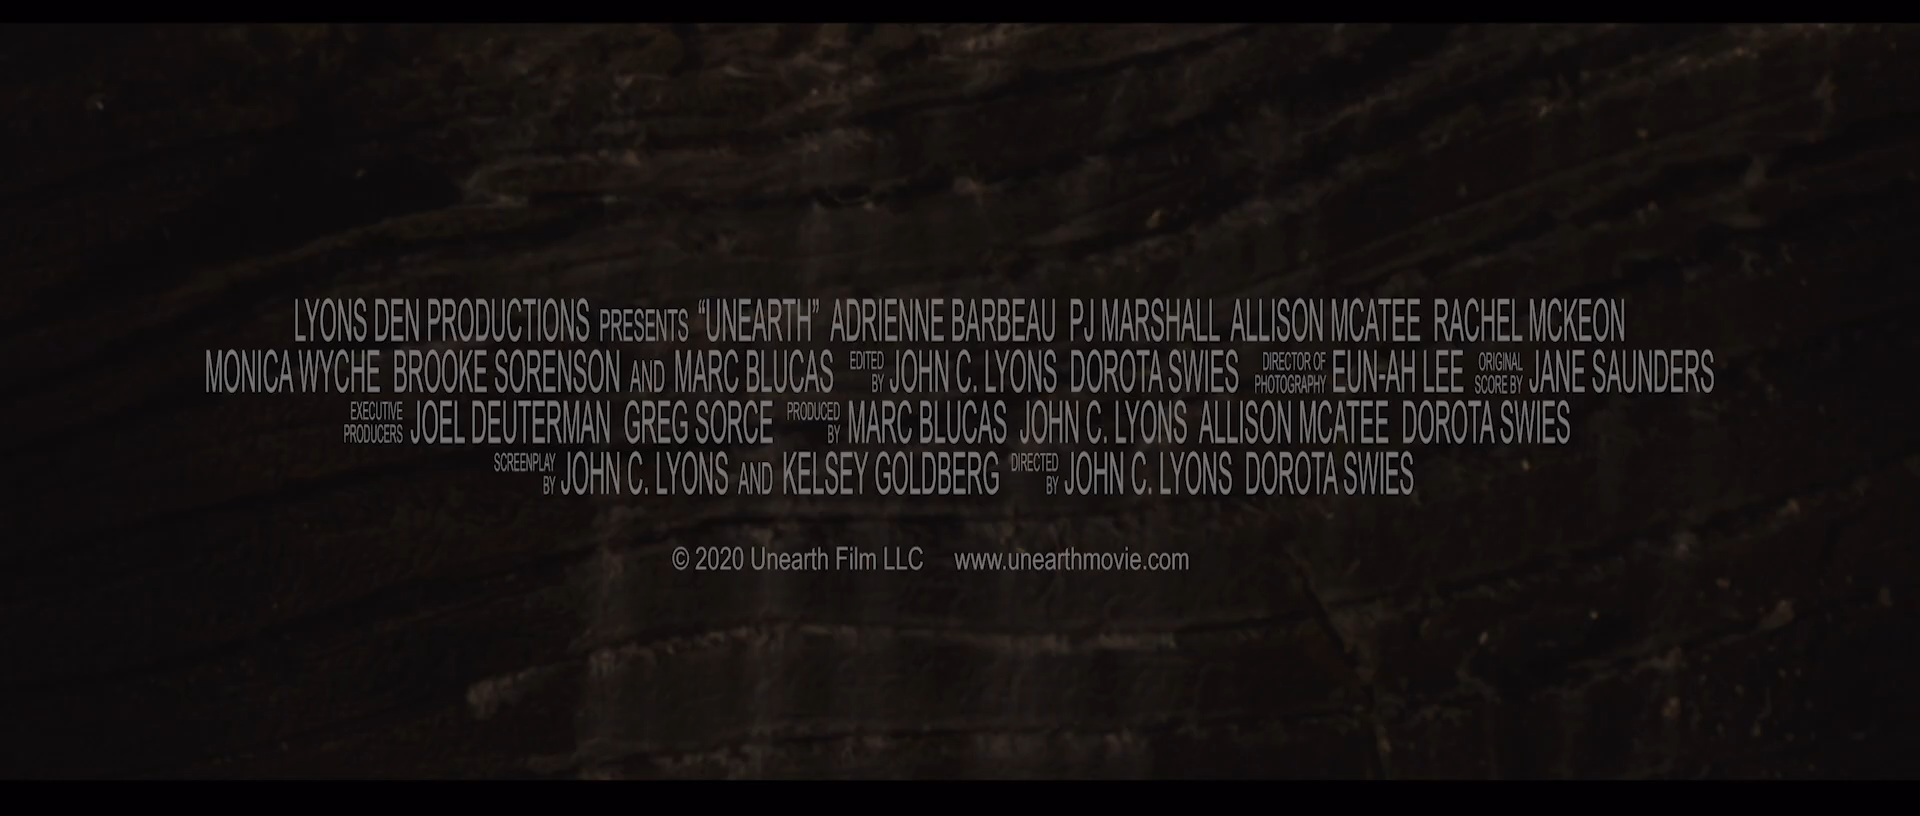 LYONS DEN PRODUCTIONS PRESENTS “UNEARTH” ADRIENNE BARBEAU PJ MARSHALL ALLISON MCATEE RACHEL MCKEON
MONICA WYCHE BROOKE SORENSON AND MARC BLUCAS EDITED BY JOHN C. LYONS DOROTA SWIES DIRECTOR OF PHOTOGRAPHY EUN-AH LEE ORIGINAL SCORE BY JANE SAUNDERS
EXECUTIVE PRODUCERS JOEL DEUTERMAN GREG SORCE PRODUCED BY MARC BLUCAS JOHN C. LYONS ALLISON MCATEE DOROTA SWIES
SCREENPLAY BY JOHN C. LYONS AND KELSEY GOLDBERG DIRECTED BY JOHN C. LYONS DOROTA SWIES
© 2020 Unearth Film LLC www.unearthmovie.com